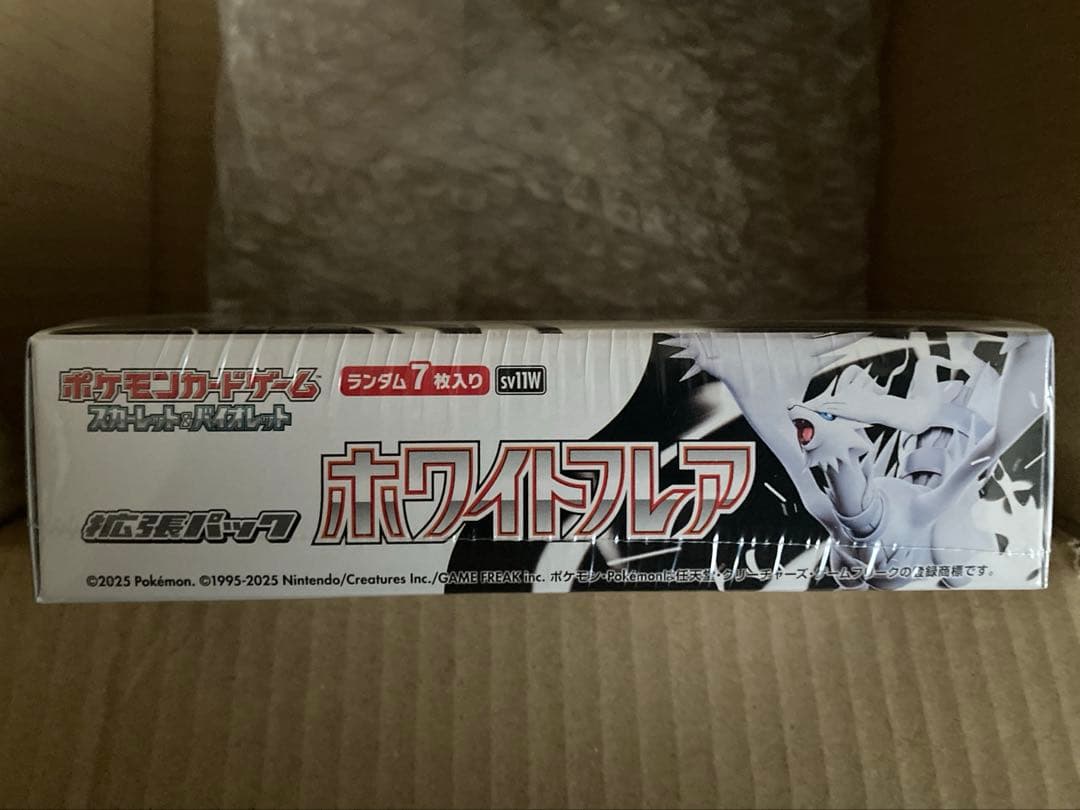 ポケモンカードゲーム
スカーレット&バイオレット
ランダム7枚入り sv11W
拡張パック ホワイトフレア
©2025 Pokémon. ©1995-2025 Nintendo/Creatures Inc./GAME FREAK inc. ポケモン・Pokémonは任天堂・クリーチャーズ・ゲームフリークの登録商標です。